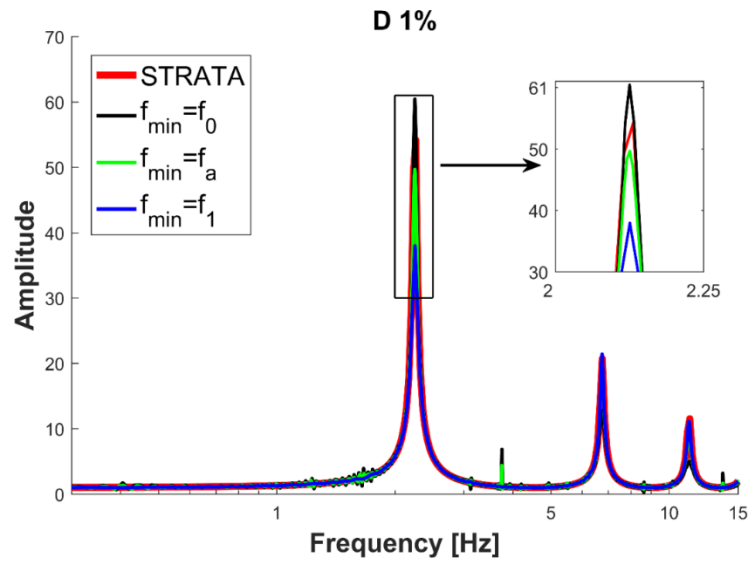 D 1%
70
60
50
40
30
20
10
0
Amplitude
STRATA
f_min=f_0
f_min=f_a
f_min=f_1
61
50
40
30
2
2.25
1
5
10
15
Frequency [Hz]